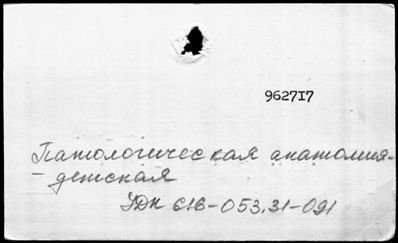 962717
Патологическая анатомия-
- детская
УДК 616-053.31-091